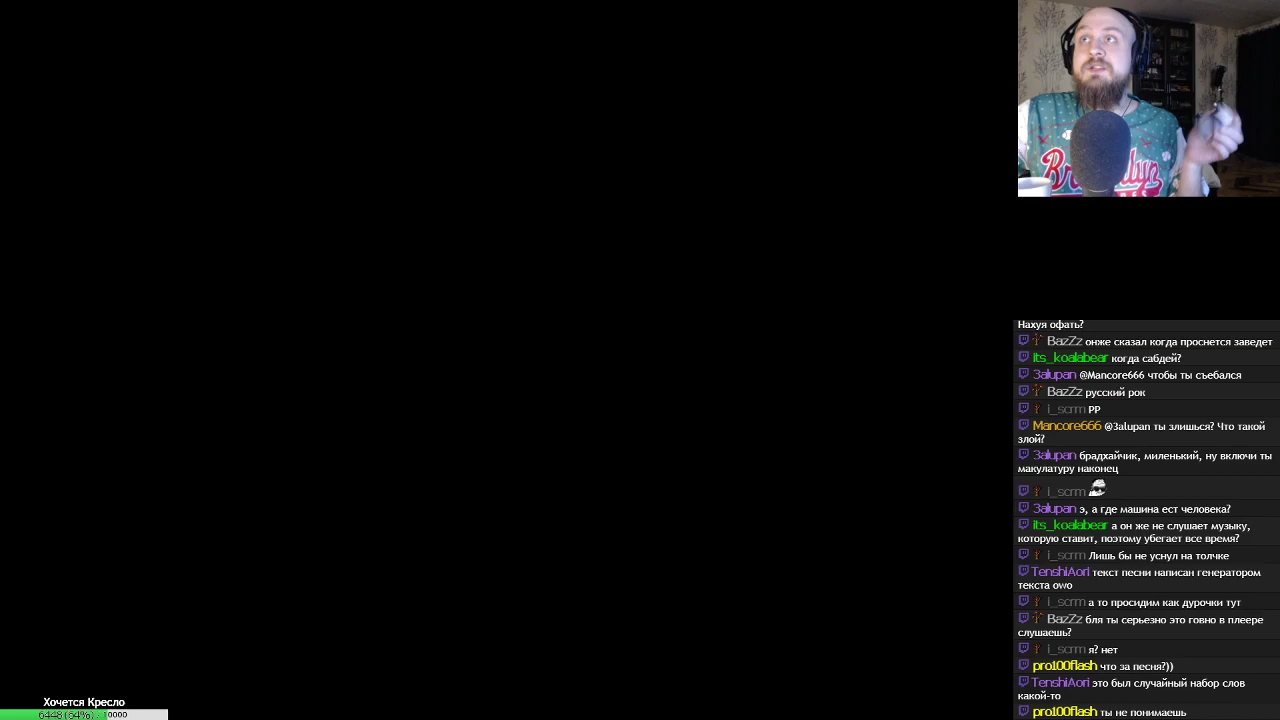 Brooklyn
Нахуя офать?
BazZz онже сказал когда проснется заведет
its_koalabear когда сабдей?
3alupan @Mancore666 чтобы ты съебался
BazZz русский рок
i_scrm РР
Mancore666 @3alupan ты злишься? Что такой
злой?
3alupan брадхайчик, миленький, ну включи ты
макулатуру наконец
i_scrm
3alupan э, а где машина ест человека?
its_koalabear а он же не слушает музыку,
которую ставит, поэтому убегает все время?
i_scrm Лишь бы не уснул на толчке
TenshiAori текст песни написан генератором
текста owo
i_scrm а то просидим как дурочки тут
BazZz бля ты серьезно это говно в плеере
слушаешь?
i_scrm я? нет
pro100flash что за песня?))
TenshiAori это был случайный набор слов
какой-то
pro100flash ты не понимаешь
Хочется Кресло
6448 (64%) : 10000